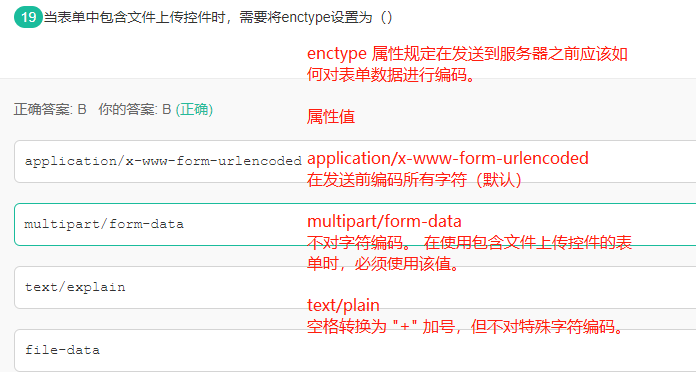 19 当表单中包含文件上传控件时，需要将enctype设置为（）
enctype 属性规定在发送到服务器之前应该如
何对表单数据进行编码。
正确答案: B 你的答案: B (正确)
属性值
application/x-www-form-urlencoded
application/x-www-form-urlencoded
在发送前编码所有字符（默认）
multipart/form-data
multipart/form-data
不对字符编码。 在使用包含文件上传控件的表
单时，必须使用该值。
text/explain
text/plain
空格转换为 "+" 加号，但不对特殊字符编码。
file-data